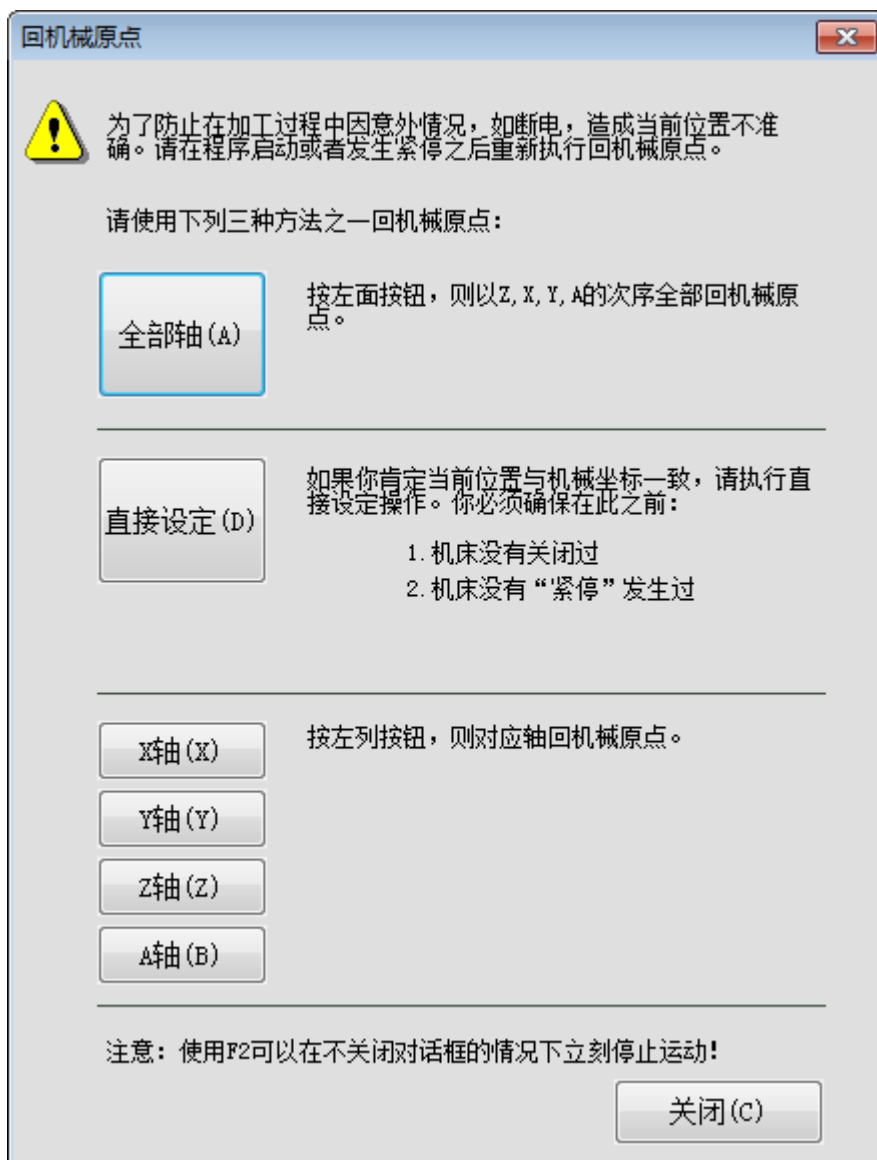 回机械原点
为了防止在加工过程中因意外情况，如断电，造成当前位置不准
确。请在程序启动或者发生紧停之后重新执行回机械原点。
请使用下列三种方法之一回机械原点：
全部轴(A)
按左面按钮，则以Z,X,Y,A的次序全部回机械原
点。
直接设定(D)
如果你肯定当前位置与机械坐标一致，请执行直
接设定操作。你必须确保在此之前：
1.机床没有关闭过
2.机床没有“紧停”发生过
X轴(X)
按左列按钮，则对应轴回机械原点。
Y轴(Y)
Z轴(Z)
A轴(B)
注意：使用F2可以在不关闭对话框的情况下立刻停止运动！
关闭(C)